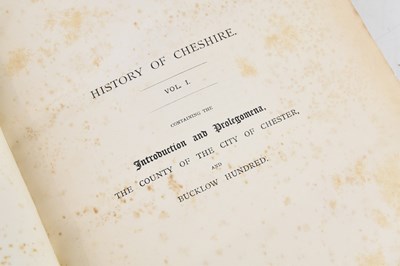 HISTORY OF CHESHIRE.
VOL. I.
CONTAINING THE
Introduction and Prolegomena,
THE COUNTY OF THE CITY OF CHESTER,
AND
BUCKLOW HUNDRED.